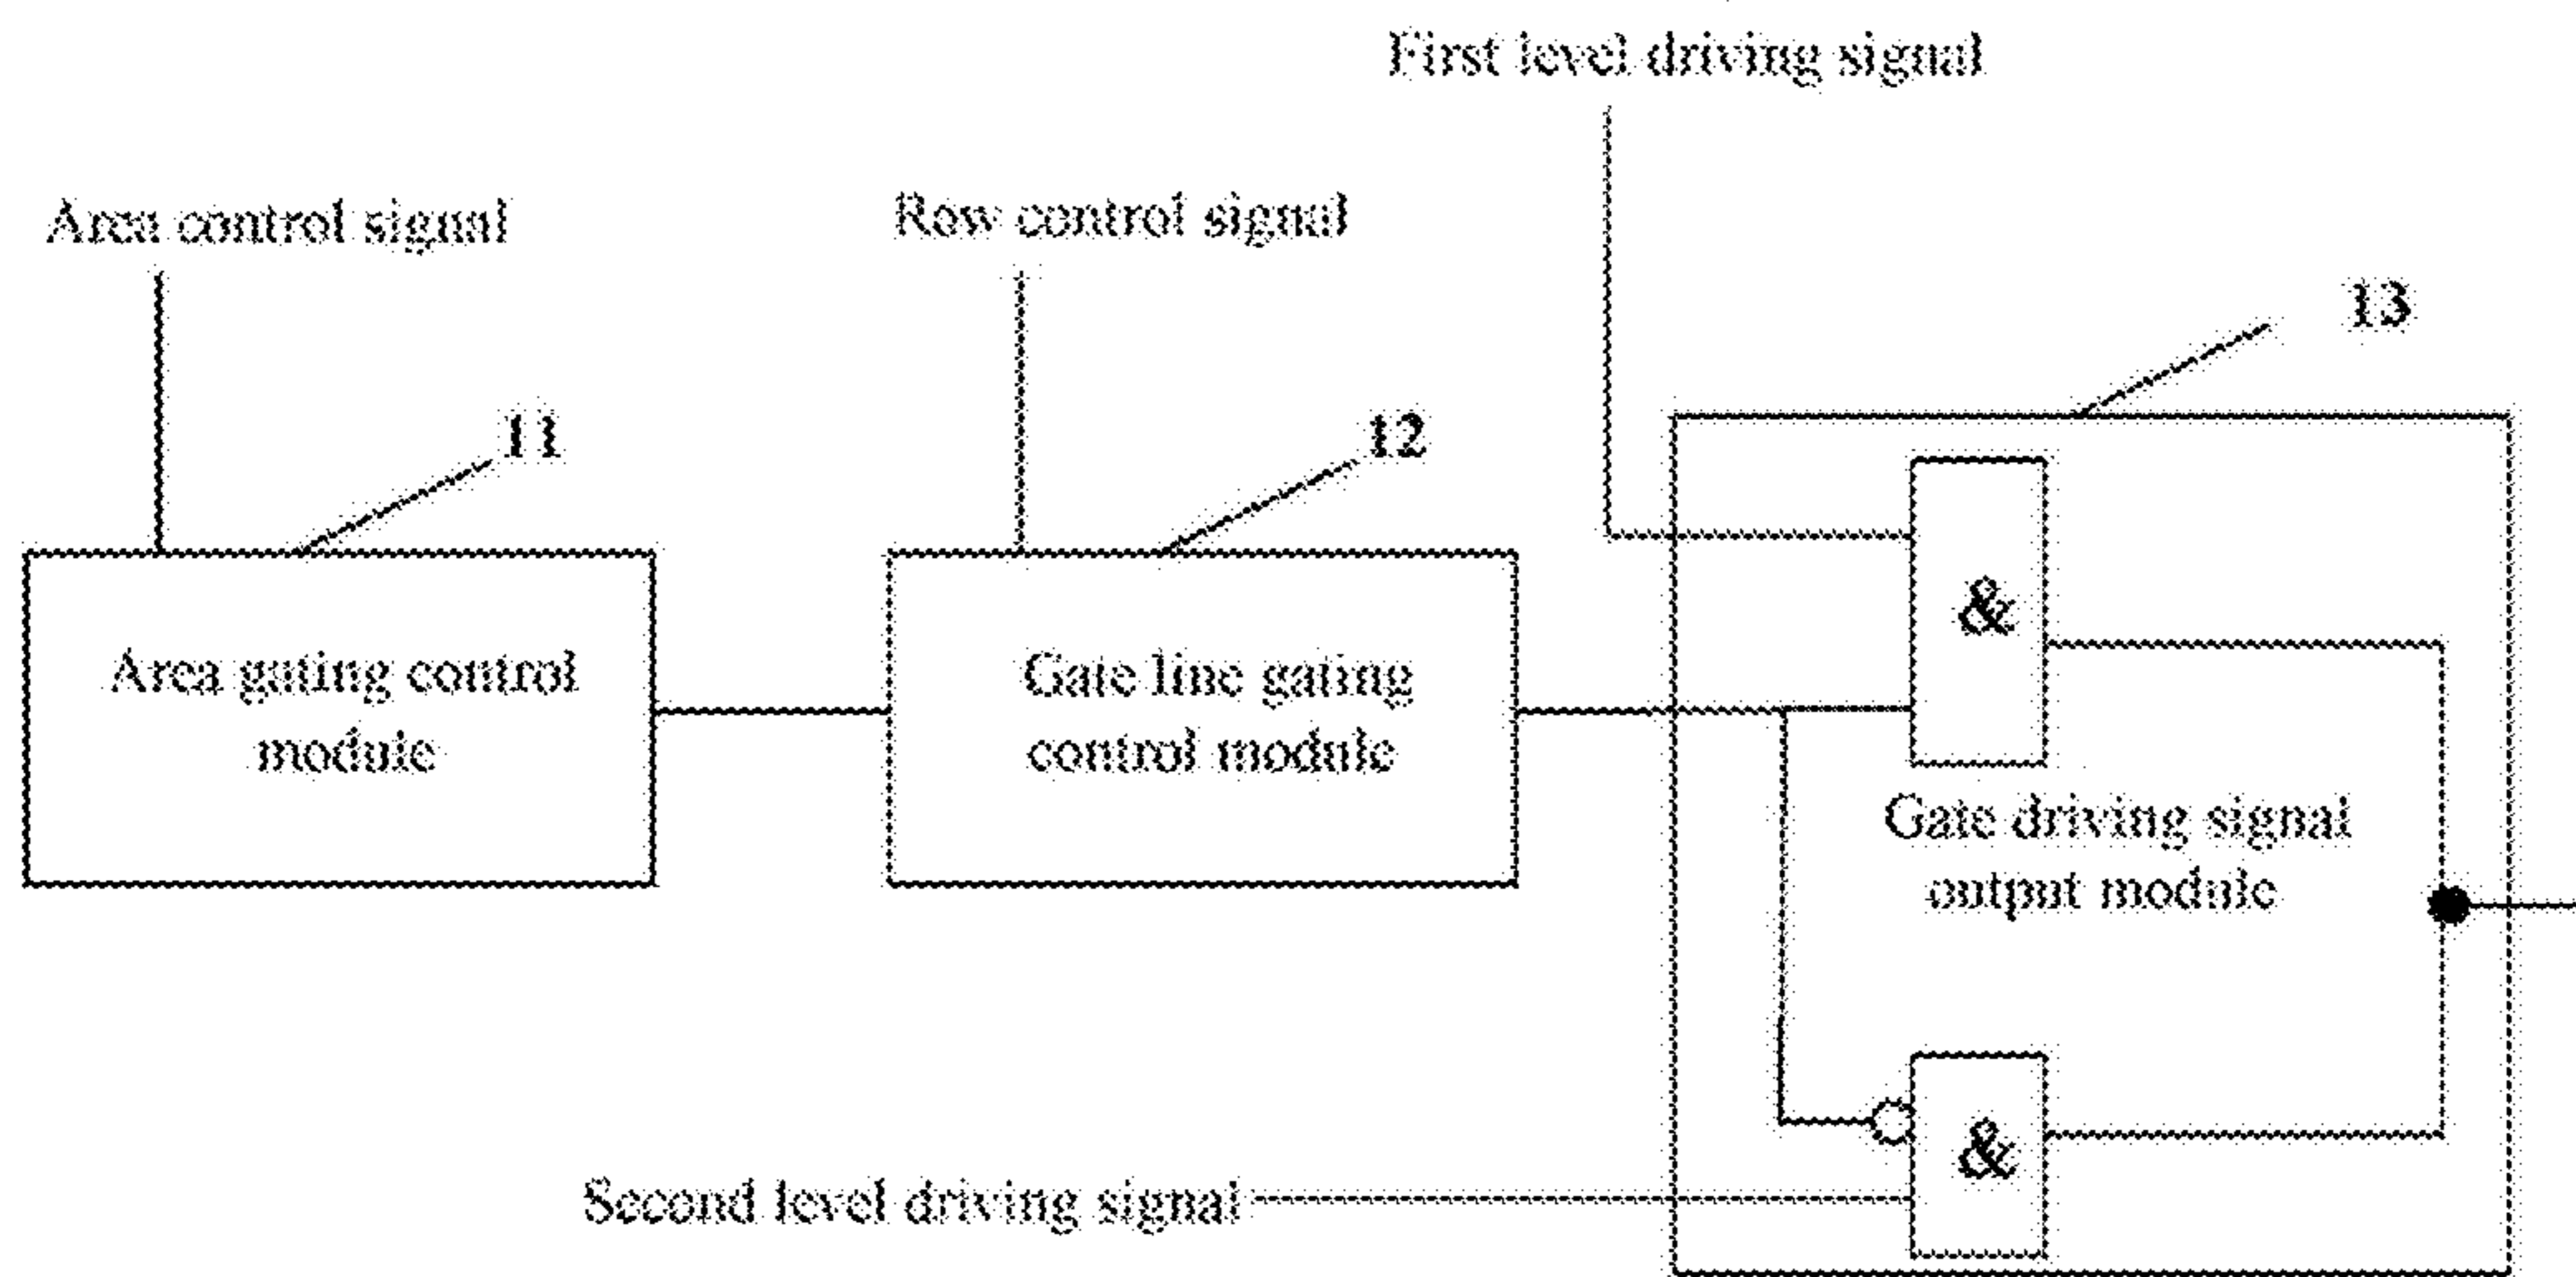 First level driving signal
Area control signal
Row control signal
13
11
12
Area gating control
module
Gate line gating
control module
&
Gate driving signal
output module
&
Second level driving signal